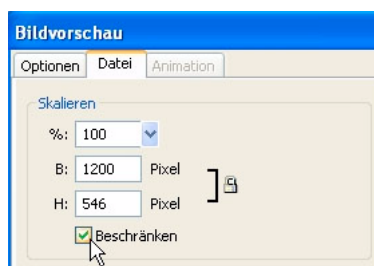 Bildvorschau
Optionen Datei Animation
Skalieren
%: 100
B: 1200 Pixel
H: 546 Pixel
Beschränken